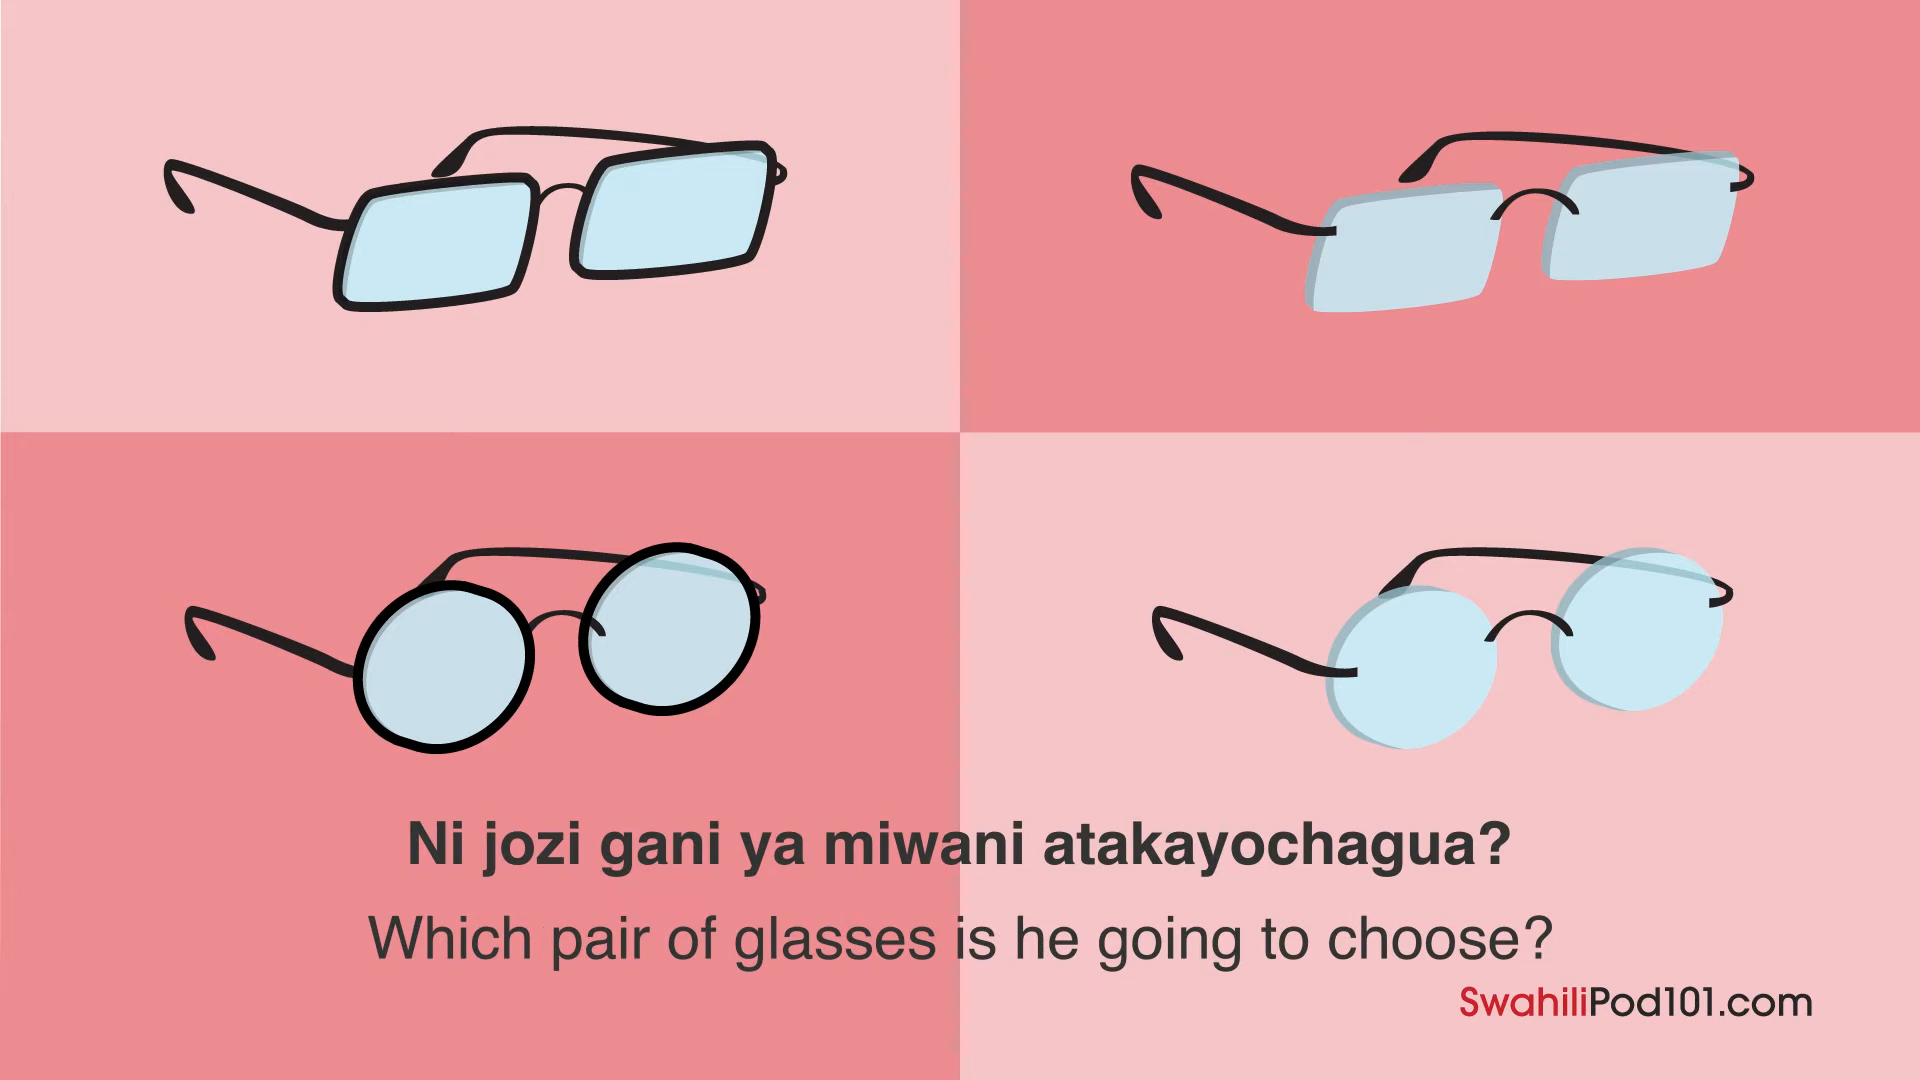 Ni jozi gani ya miwani atakayochagua?
Which pair of glasses is he going to choose?
SwahiliPod101.com